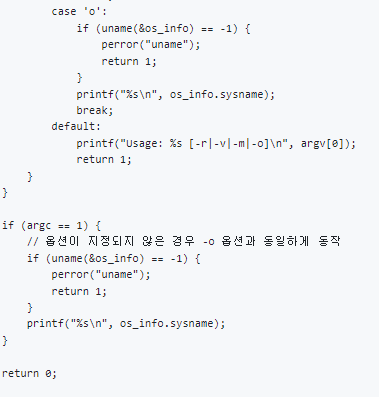 case 'o':
            if (uname(&os_info) == -1) {
                perror("uname");
                return 1;
            }
            printf("%s\n", os_info.sysname);
            break;
        default:
            printf("Usage: %s [-r|-v|-m|-o]\n", argv[0]);
            return 1;
    }
}

if (argc == 1) {
    // 옵션이 지정되지 않은 경우 -o 옵션과 동일하게 동작
    if (uname(&os_info) == -1) {
        perror("uname");
        return 1;
    }
    printf("%s\n", os_info.sysname);
}

return 0;